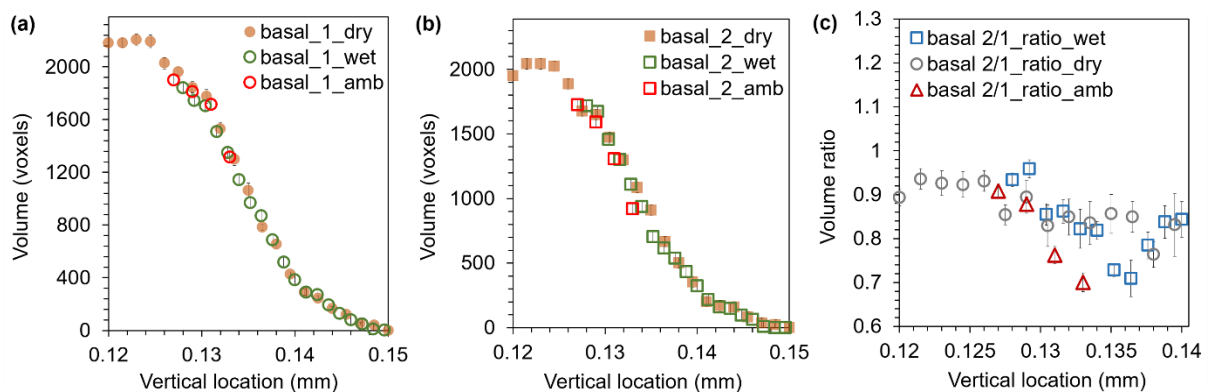 (a)
basal_1_dry
basal_1_wet
basal_1_amb
2000
1600
1200
800
400
0
0.12
0.13
0.14
0.15
Volume (voxels)
Vertical location (mm)
(b)
basal_2_dry
basal_2_wet
basal_2_amb
2000
1600
1200
800
400
0
0.12
0.13
0.14
0.15
Volume (voxels)
Vertical location (mm)
(c)
basal 2/1_ratio_wet
basal 2/1_ratio_dry
basal 2/1_ratio_amb
1.3
1.2
1.1
1
0.9
0.8
0.7
0.6
0.12
0.125
0.13
0.135
0.14
Volume ratio
Vertical location (mm)